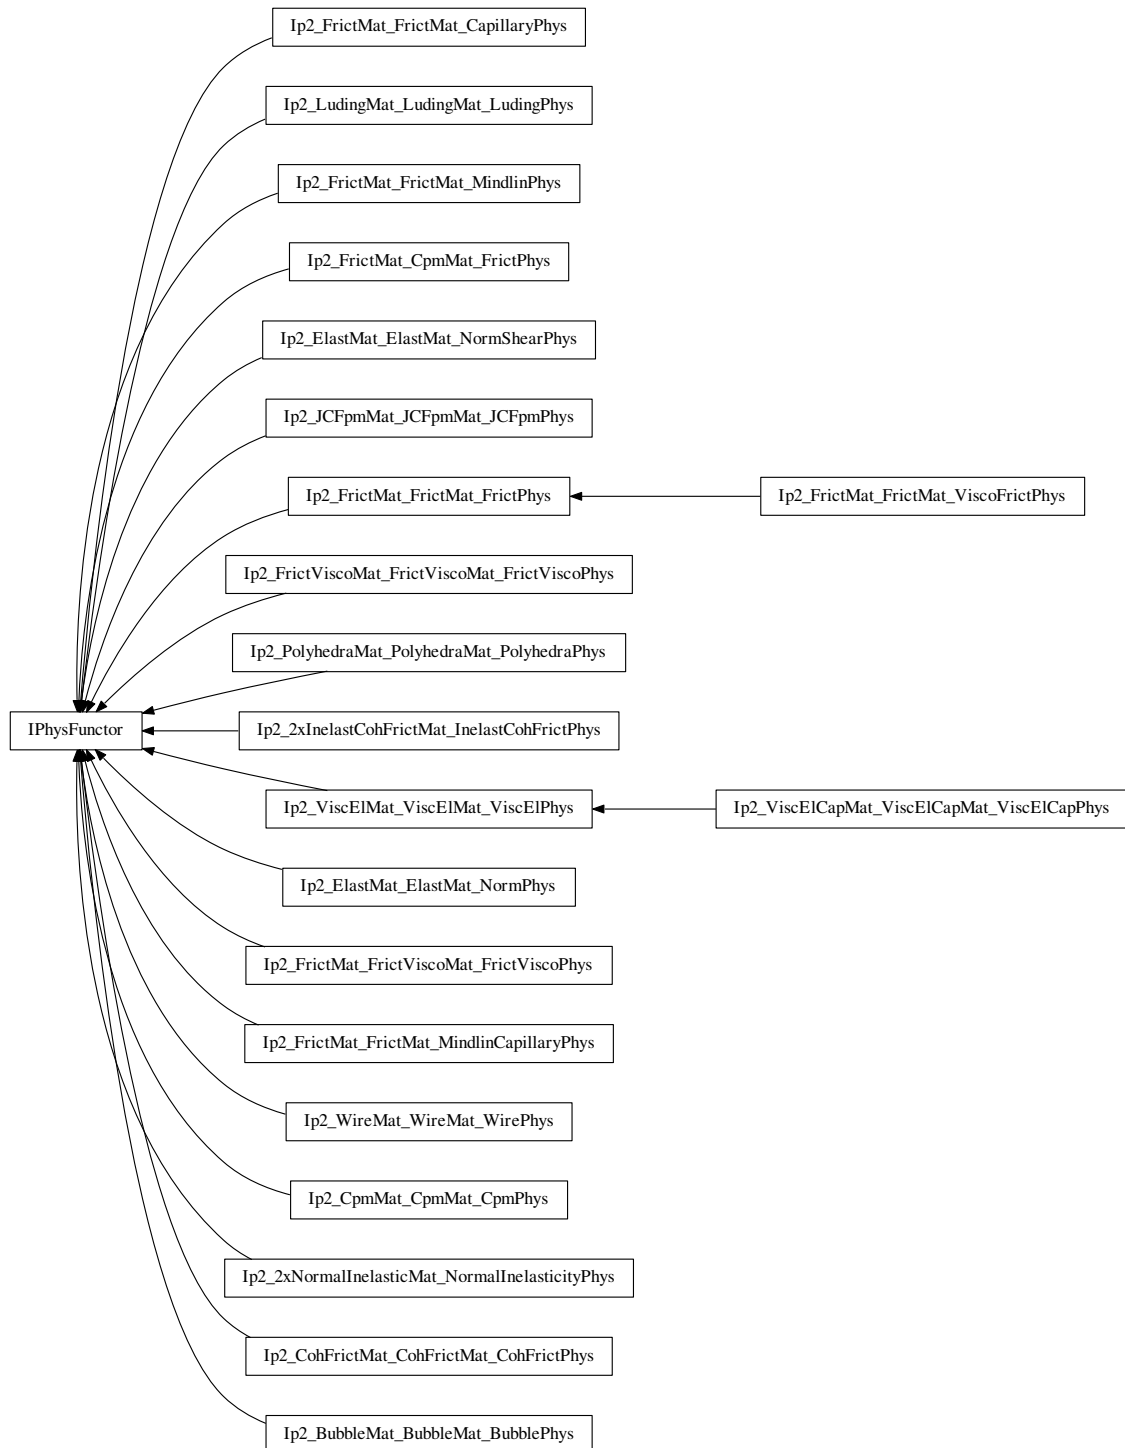 Ip2_FrictMat_FrictMat_CapillaryPhys
Ip2_LudingMat_LudingMat_LudingPhys
Ip2_FrictMat_FrictMat_MindlinPhys
Ip2_FrictMat_CpmMat_FrictPhys
Ip2_ElastMat_ElastMat_NormShearPhys
Ip2_JCFpmMat_JCFpmMat_JCFpmPhys
Ip2_FrictMat_FrictMat_FrictPhys
Ip2_FrictMat_FrictMat_ViscoFrictPhys
Ip2_FrictViscoMat_FrictViscoMat_FrictViscoPhys
Ip2_PolyhedraMat_PolyhedraMat_PolyhedraPhys
IPhysFunctor
Ip2_2xInelastCohFrictMat_InelastCohFrictPhys
Ip2_ViscElMat_ViscElMat_ViscElPhys
Ip2_ViscElCapMat_ViscElCapMat_ViscElCapPhys
Ip2_ElastMat_ElastMat_NormPhys
Ip2_FrictMat_FrictViscoMat_FrictViscoPhys
Ip2_FrictMat_FrictMat_MindlinCapillaryPhys
Ip2_WireMat_WireMat_WirePhys
Ip2_CpmMat_CpmMat_CpmPhys
Ip2_2xNormalInelasticMat_NormalInelasticityPhys
Ip2_CohFrictMat_CohFrictMat_CohFrictPhys
Ip2_BubbleMat_BubbleMat_BubblePhys